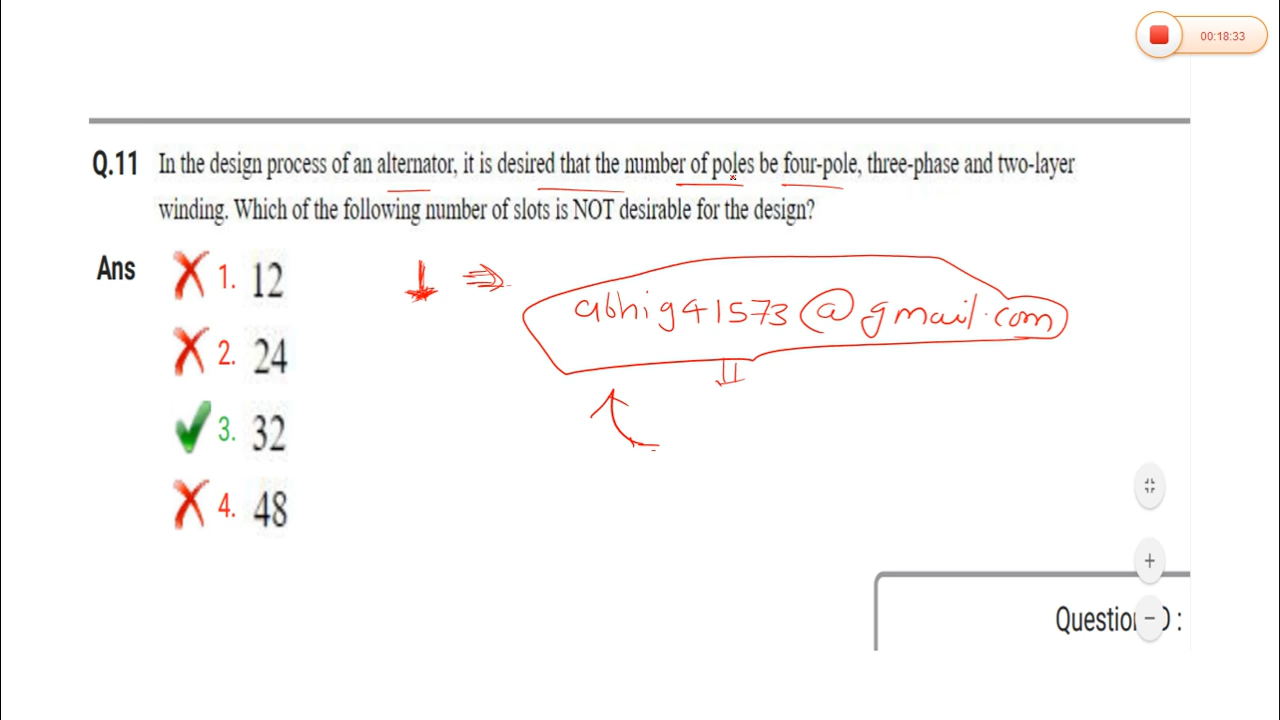 00:18:33
Q.11 In the design process of an alternator, it is desired that the number of poles be four-pole, three-phase and two-layer
winding. Which of the following number of slots is NOT desirable for the design?
Ans
1. 12
abhig41573@gmail.com
2. 24
3. 32
4. 48
+
Question
− :